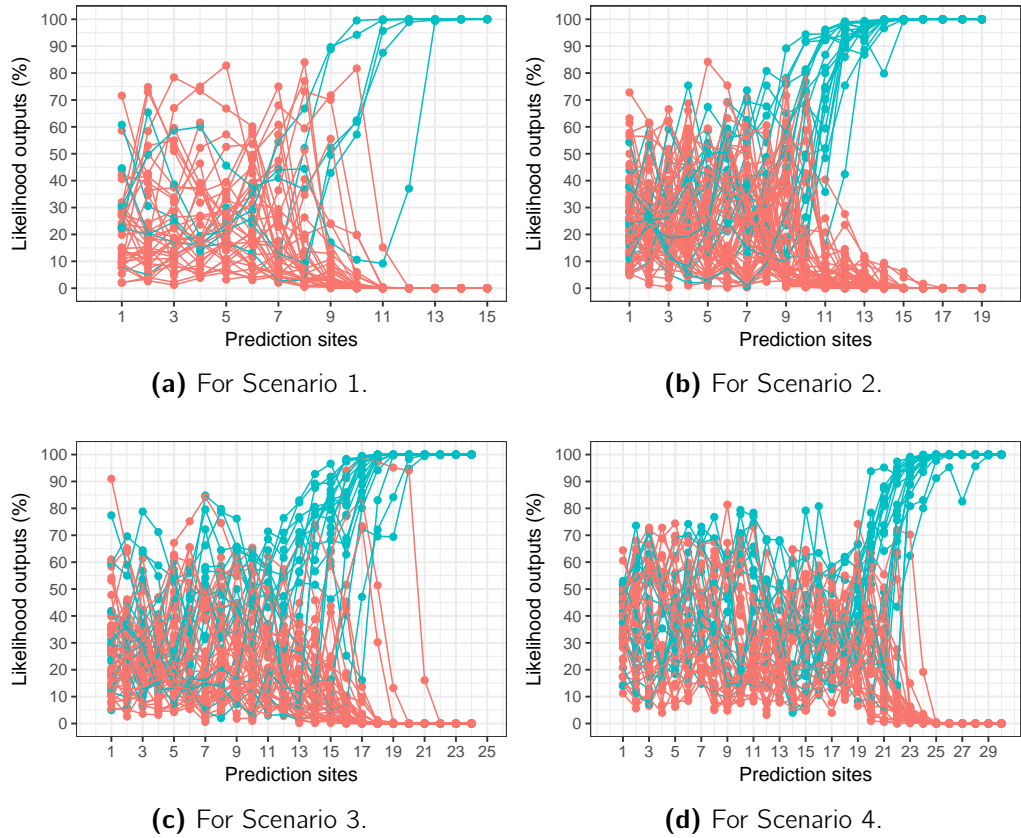 Likelihood outputs (%)
100
90
80
70
60
50
40
30
20
10
0
1 3 5 7 9 11 13 15
Prediction sites
(a) For Scenario 1.
Likelihood outputs (%)
100
90
80
70
60
50
40
30
20
10
0
1 3 5 7 9 11 13 15 17 19
Prediction sites
(b) For Scenario 2.
Likelihood outputs (%)
100
90
80
70
60
50
40
30
20
10
0
1 3 5 7 9 11 13 15 17 19 21 23 25
Prediction sites
(c) For Scenario 3.
Likelihood outputs (%)
100
90
80
70
60
50
40
30
20
10
0
1 3 5 7 9 11 13 15 17 19 21 23 25 27 29
Prediction sites
(d) For Scenario 4.